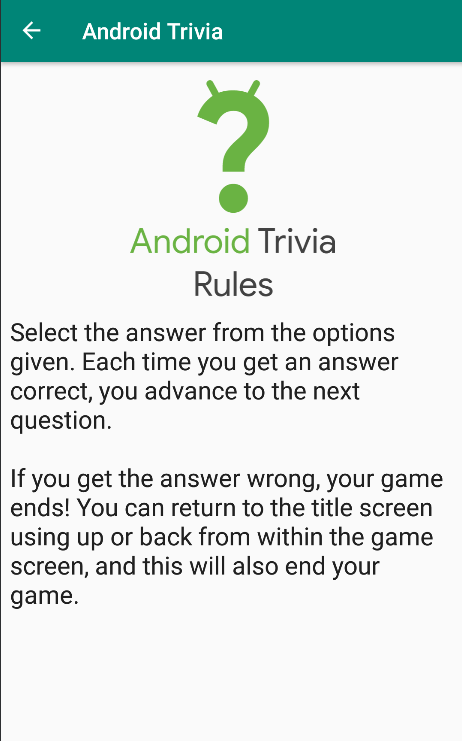 Android Trivia
Android Trivia
Rules
Select the answer from the options
given. Each time you get an answer
correct, you advance to the next
question.
If you get the answer wrong, your game
ends! You can return to the title screen
using up or back from within the game
screen, and this will also end your
game.